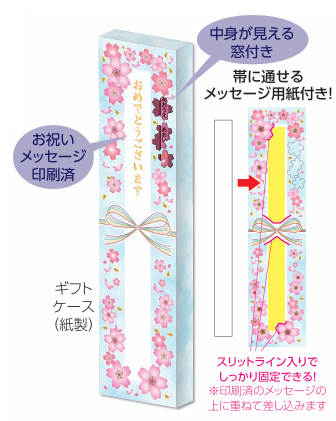 中身が見える
窓付き
帯に通せる
メッセージ用紙付き!
お祝い
メッセージ
印刷済
おめでとうございます
ギフト
ケース
(紙製)
スリットライン入りで
しっかり固定できる!
※印刷済のメッセージの
上に重ねて差し込みます